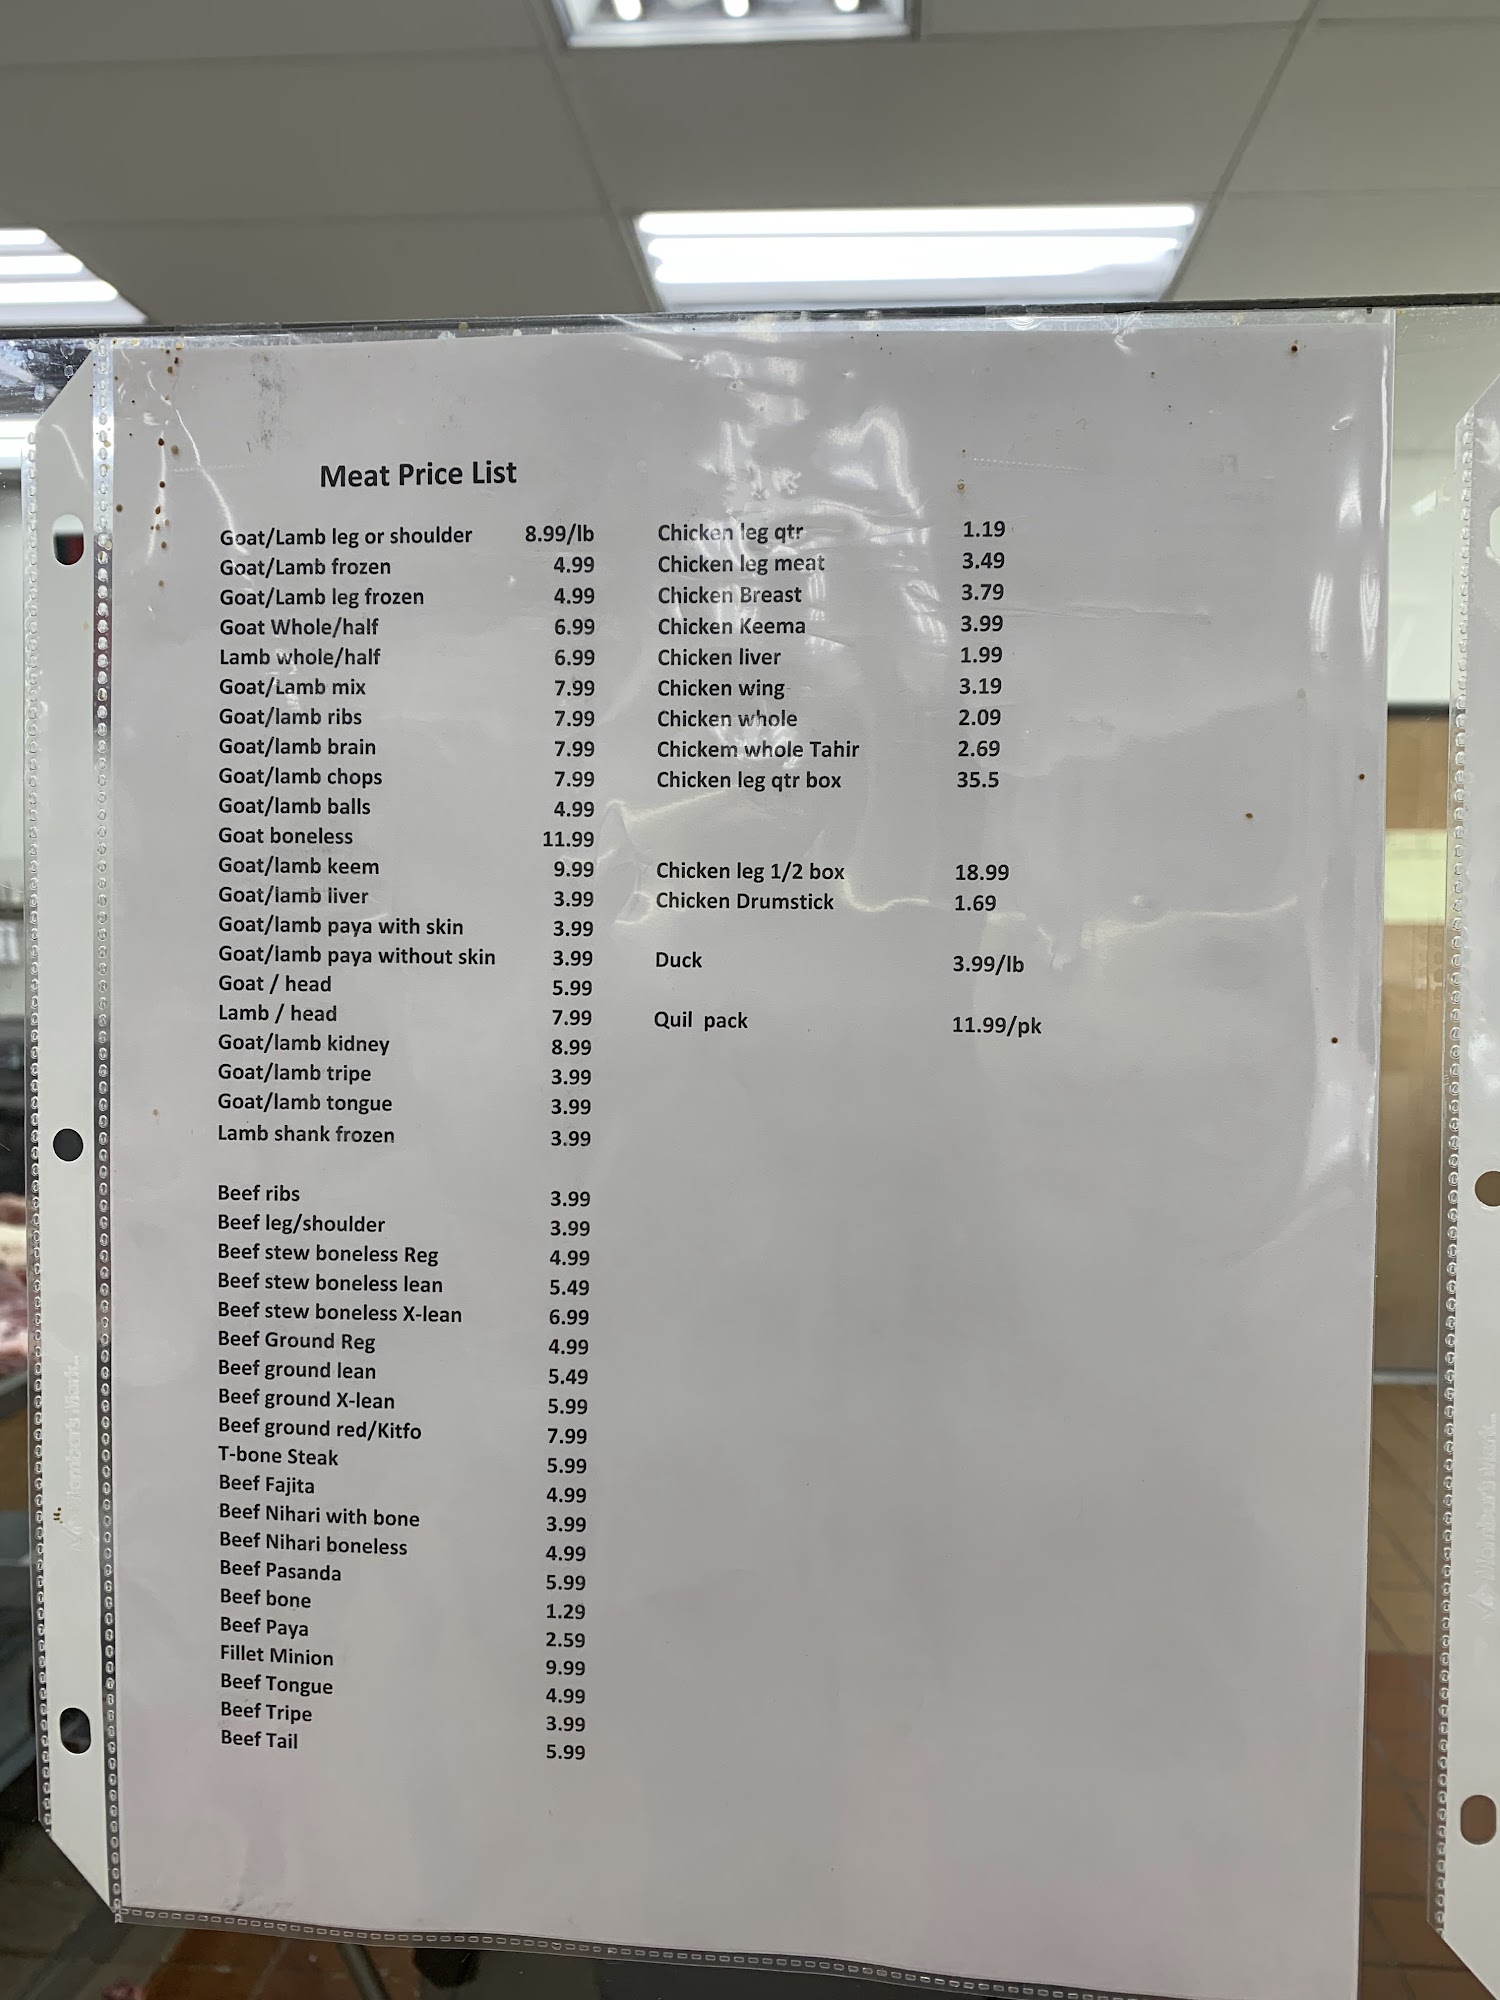 Meat Price List
Goat/Lamb leg or shoulder 8.99/lb
Goat/Lamb frozen 4.99
Goat/Lamb leg frozen 4.99
Goat Whole/half 6.99
Lamb whole/half 6.99
Goat/Lamb mix 7.99
Goat/lamb ribs 7.99
Goat/lamb brain 7.99
Goat/lamb chops 7.99
Goat/lamb balls 4.99
Goat boneless 11.99
Goat/lamb keem 9.99
Goat/lamb liver 3.99
Goat/lamb paya with skin 3.99
Goat/lamb paya without skin 3.99
Goat / head 5.99
Lamb / head 7.99
Goat/lamb kidney 8.99
Goat/lamb tripe 3.99
Goat/lamb tongue 3.99
Lamb shank frozen 3.99
Beef ribs 3.99
Beef leg/shoulder 3.99
Beef stew boneless Reg 4.99
Beef stew boneless lean 5.49
Beef stew boneless X-lean 6.99
Beef Ground Reg 4.99
Beef ground lean 5.49
Beef ground X-lean 5.99
Beef ground red/Kitfo 7.99
T-bone Steak 5.99
Beef Fajita 4.99
Beef Nihari with bone 3.99
Beef Nihari boneless 4.99
Beef Pasanda 5.99
Beef bone 1.29
Beef Paya 2.59
Fillet Minion 9.99
Beef Tongue 4.99
Beef Tripe 3.99
Beef Tail 5.99
Chicken leg qtr 1.19
Chicken leg meat 3.49
Chicken Breast 3.79
Chicken Keema 3.99
Chicken liver 1.99
Chicken wing 3.19
Chicken whole 2.09
Chickem whole Tahir 2.69
Chicken leg qtr box 35.5
Chicken leg 1/2 box 18.99
Chicken Drumstick 1.69
Duck 3.99/lb
Quil pack 11.99/pk
Member's Mark
Member's Mark